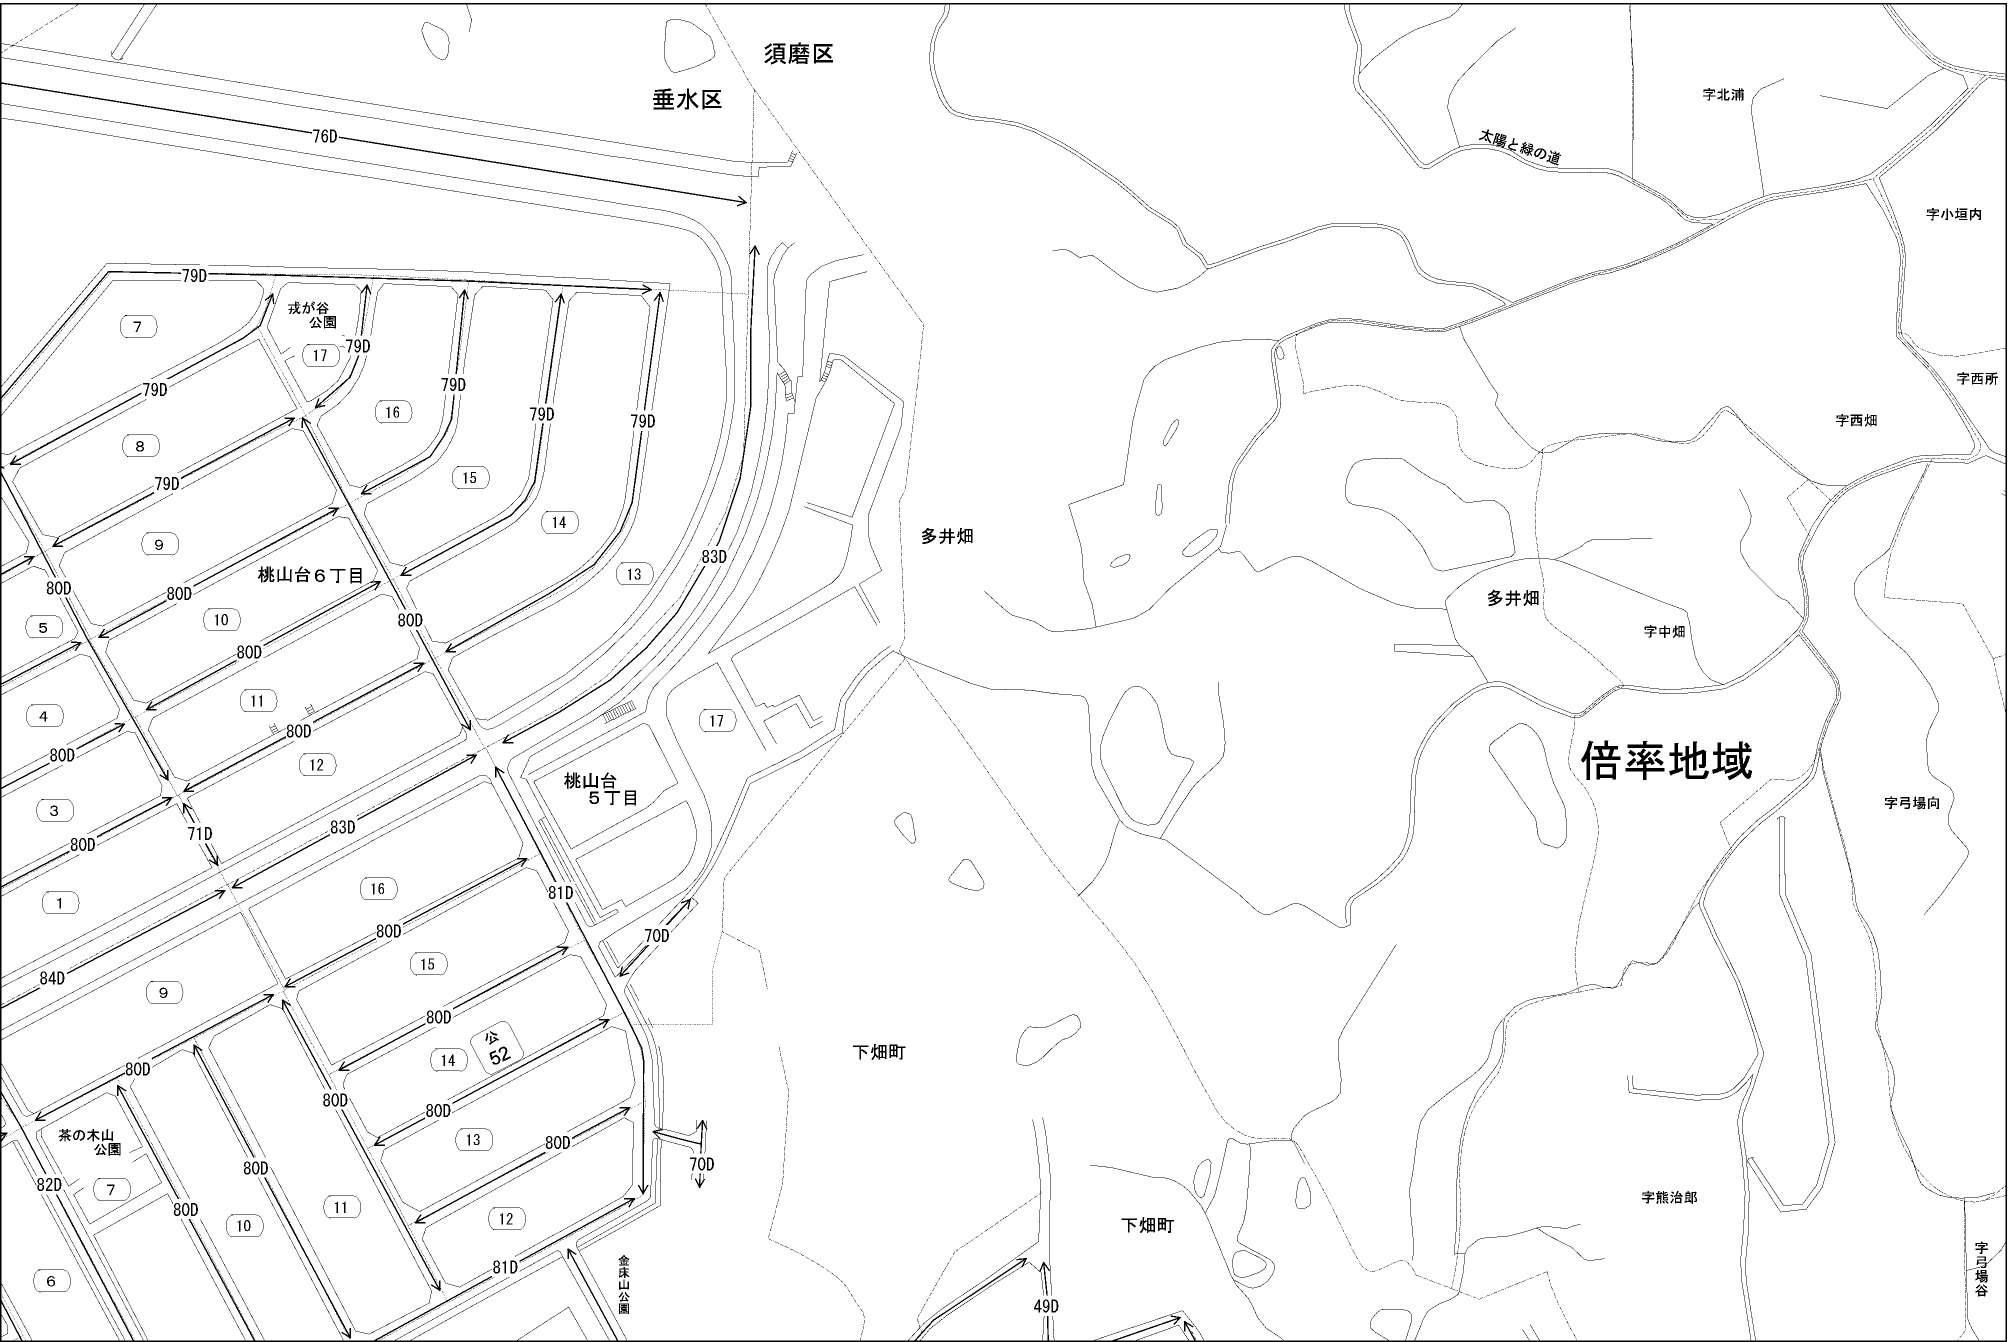 須磨区
垂水区
字北浦
76D
太陽と緑の道
字小垣内
79D
戎が谷
公園
7
17
79D
79D
字西所
79D
79D
16
79D
79D
字西畑
8
15
79D
9
14
多井畑
83D
13
桃山台6丁目
80D
80D
多井畑
10
80D
5
字中畑
80D
11
4
17
80D
80D
12
倍率地域
桃山台
5丁目
字弓場向
3
83D
71D
80D
16
81D
1
80D
70D
15
84D
9
80D
公
52
下畑町
14
80D
80D
80D
茶の木山
公園
13
80D
70D
80D
82D
7
字熊治郎
11
80D
12
10
下畑町
字弓場谷
81D
金床山公園
6
49D